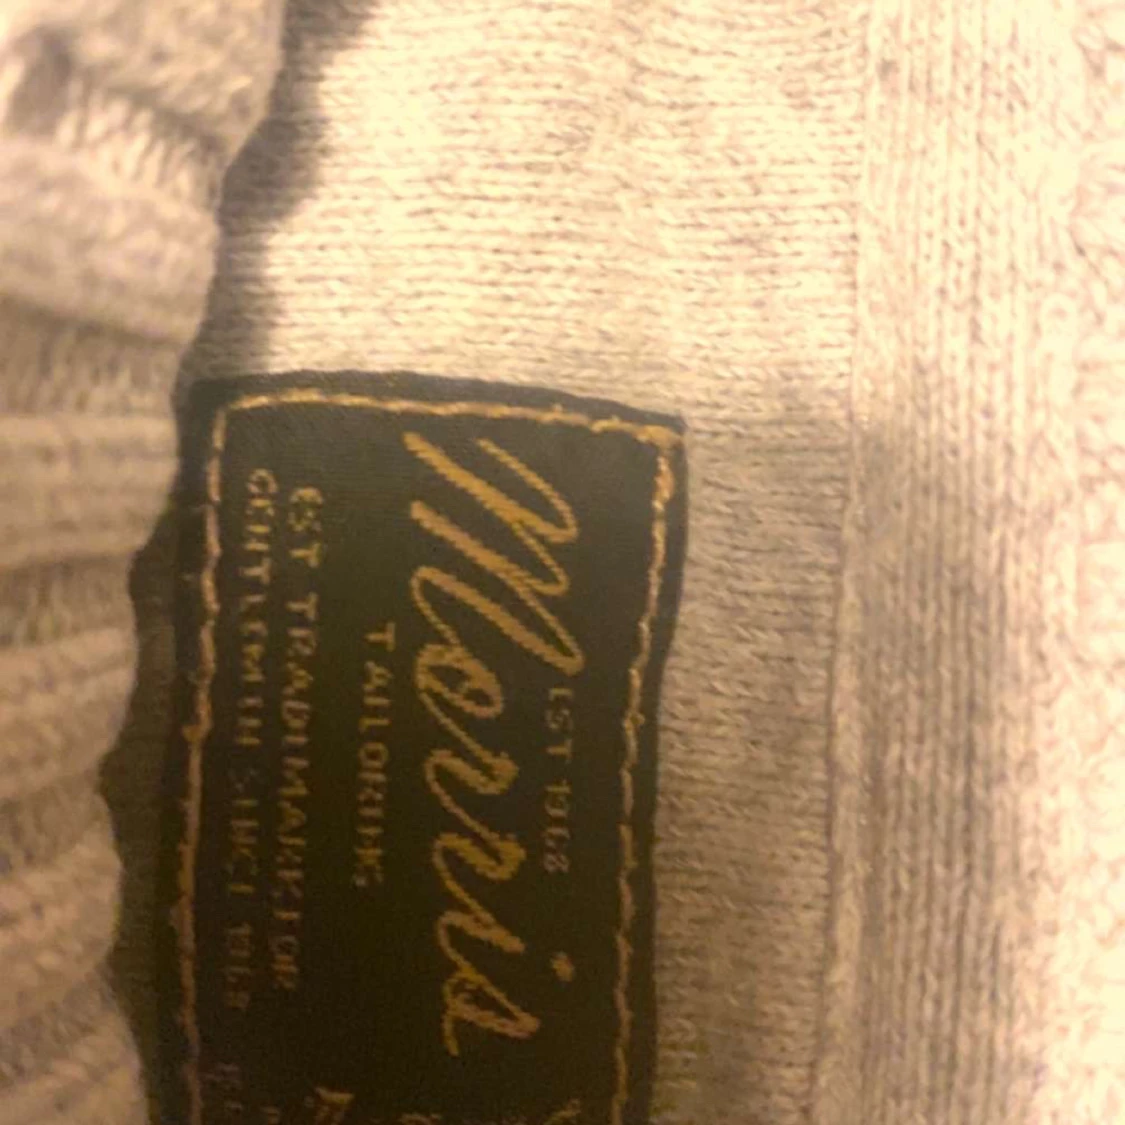 Morris
EST 1968
TAILORING
EST TRADEMARK FOR
GENTLEMEN SINCE 1968